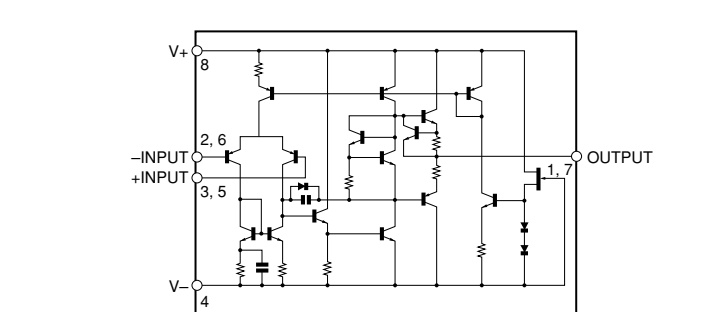 V+
8
2, 6
–INPUT
+INPUT
3, 5
V–
4
1, 7
OUTPUT